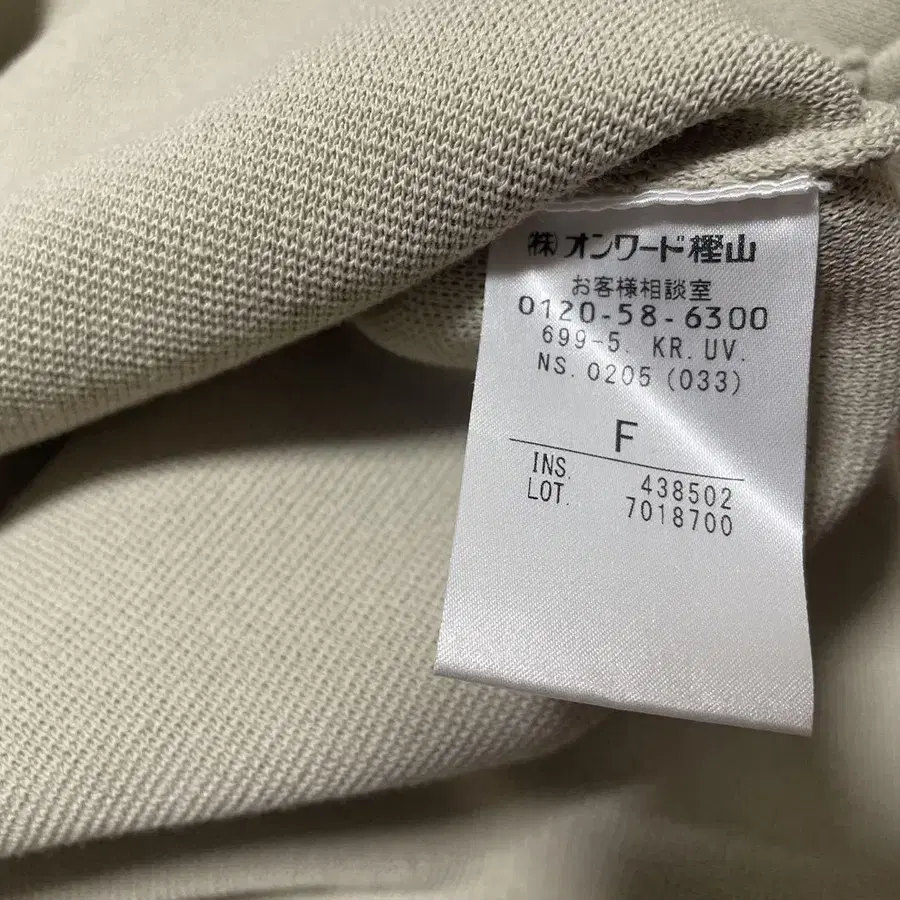 ㈱オンワード樫山
お客様相談室
0120-58-6300
699-5. KR.UV.
NS.0205(033)
F
INS. 438502
LOT. 7018700